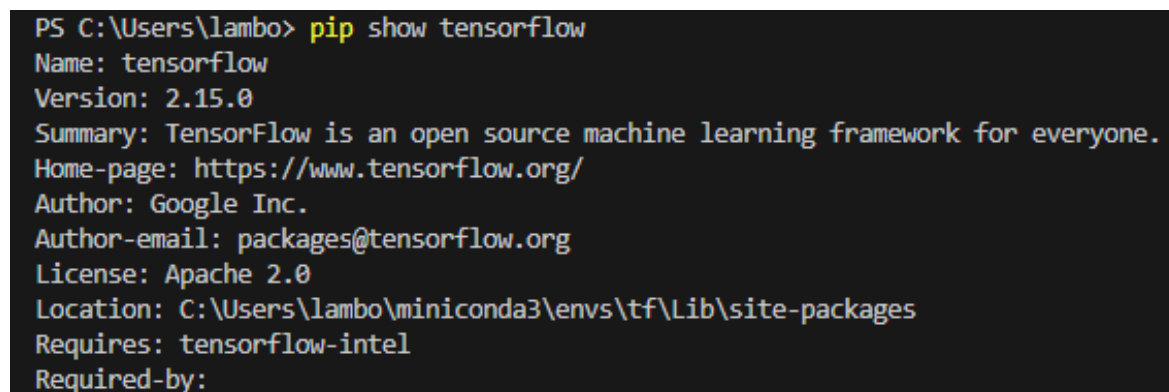 PS C:\Users\lambo> pip show tensorflow
Name: tensorflow
Version: 2.15.0
Summary: TensorFlow is an open source machine learning framework for everyone.
Home-page: https://www.tensorflow.org/
Author: Google Inc.
Author-email: packages@tensorflow.org
License: Apache 2.0
Location: C:\Users\lambo\miniconda3\envs\tf\Lib\site-packages
Requires: tensorflow-intel
Required-by: